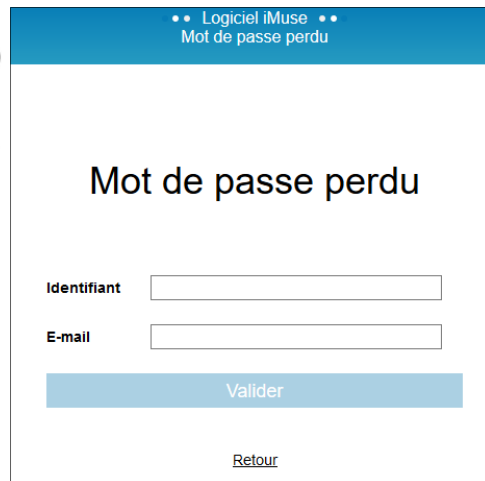 Logiciel iMuse
Mot de passe perdu
Mot de passe perdu
Identifiant
E-mail
Valider
Retour